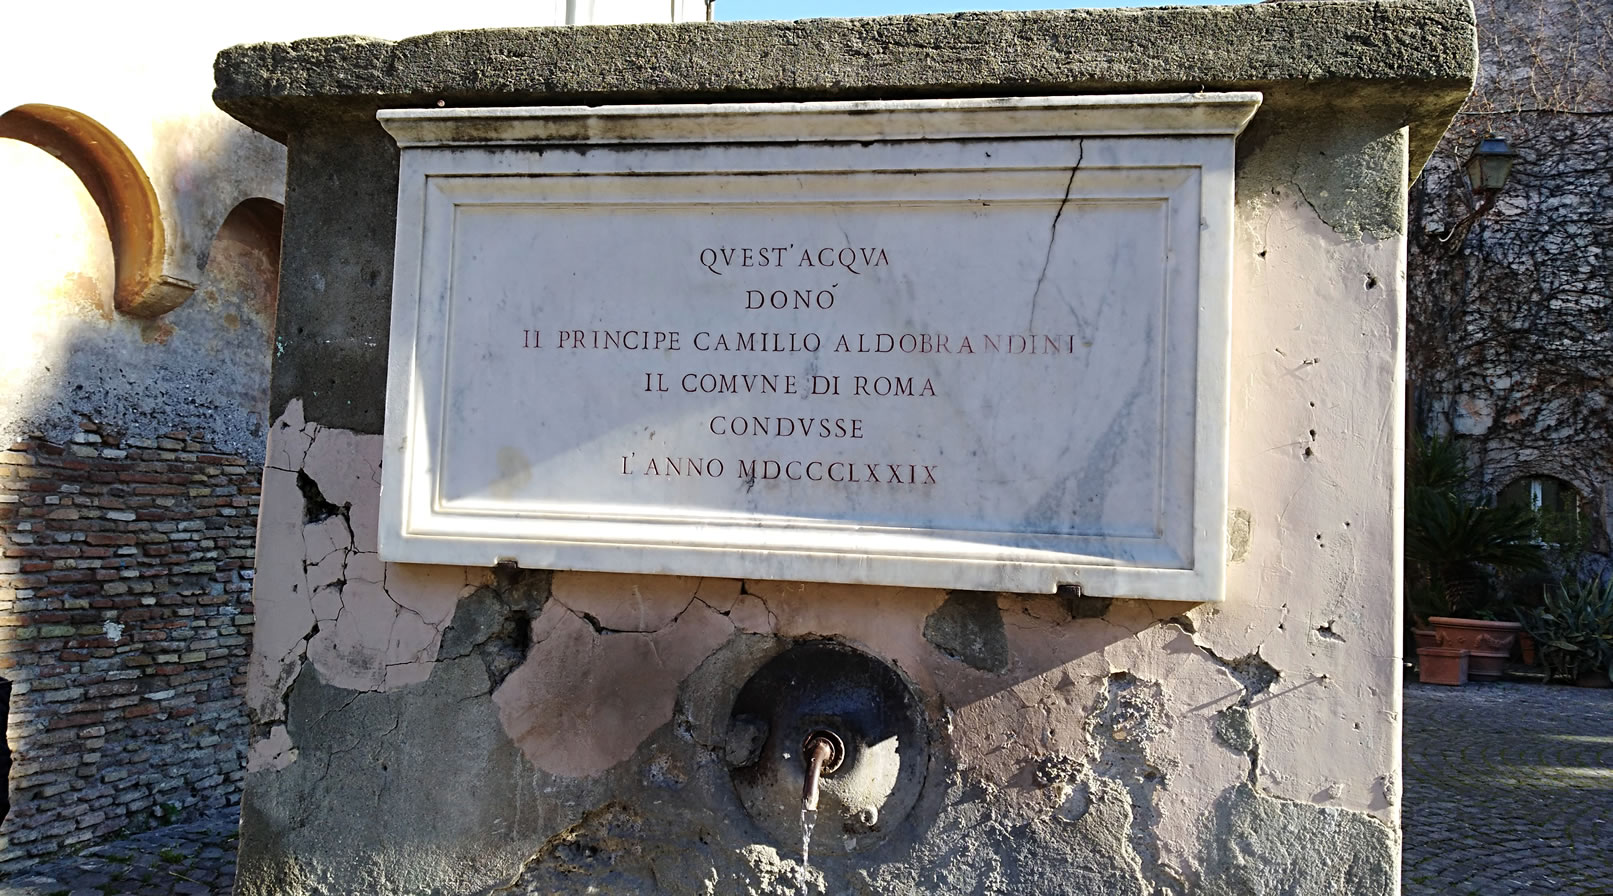 QVEST' ACQVA
DONÒ
Il PRINCIPE CAMILLO ALDOBRANDINI
IL COMVNE DI ROMA
CONDVSSE
L' ANNO MDCCCLXXIX